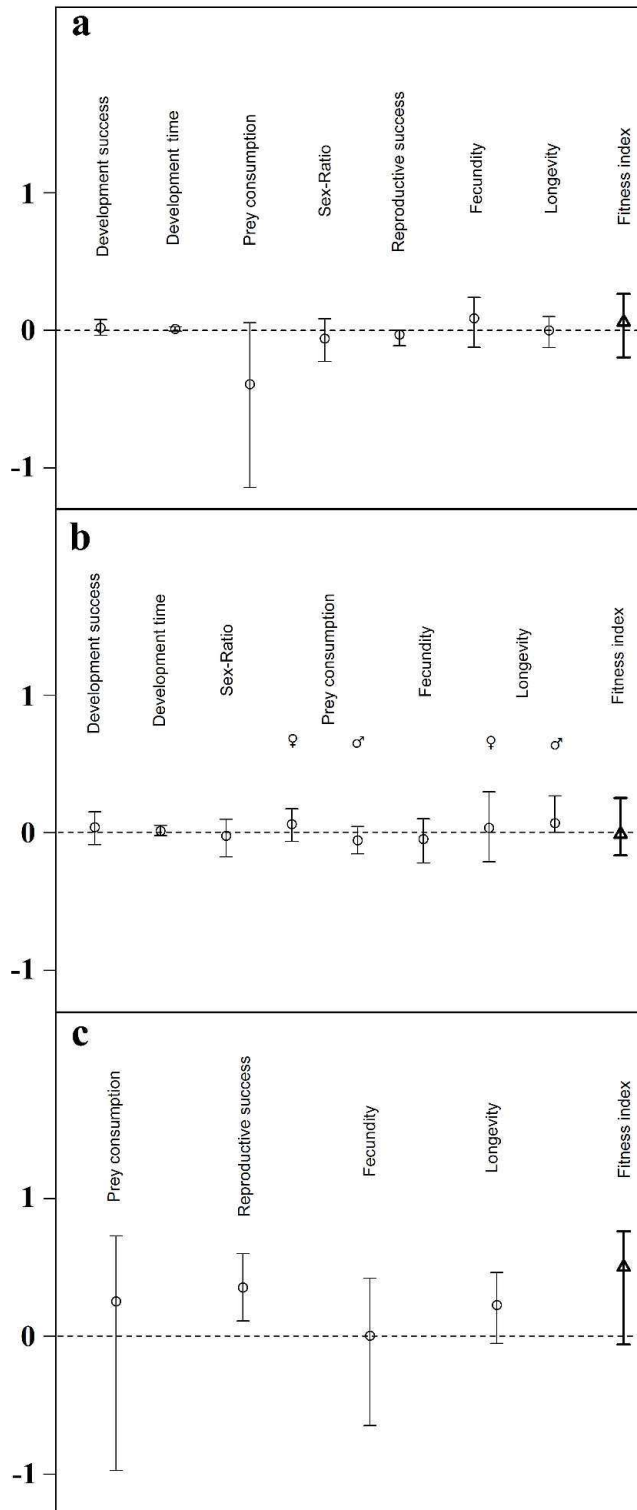 a
Development success
Development time
Prey consumption
Sex-Ratio
Reproductive success
Fecundity
Longevity
Fitness index
1
0
-1
b
Development success
Development time
Sex-Ratio
Prey consumption
Fecundity
Longevity
Fitness index
♀
♂
♀
♂
1
0
-1
c
Prey consumption
Reproductive success
Fecundity
Longevity
Fitness index
1
0
-1